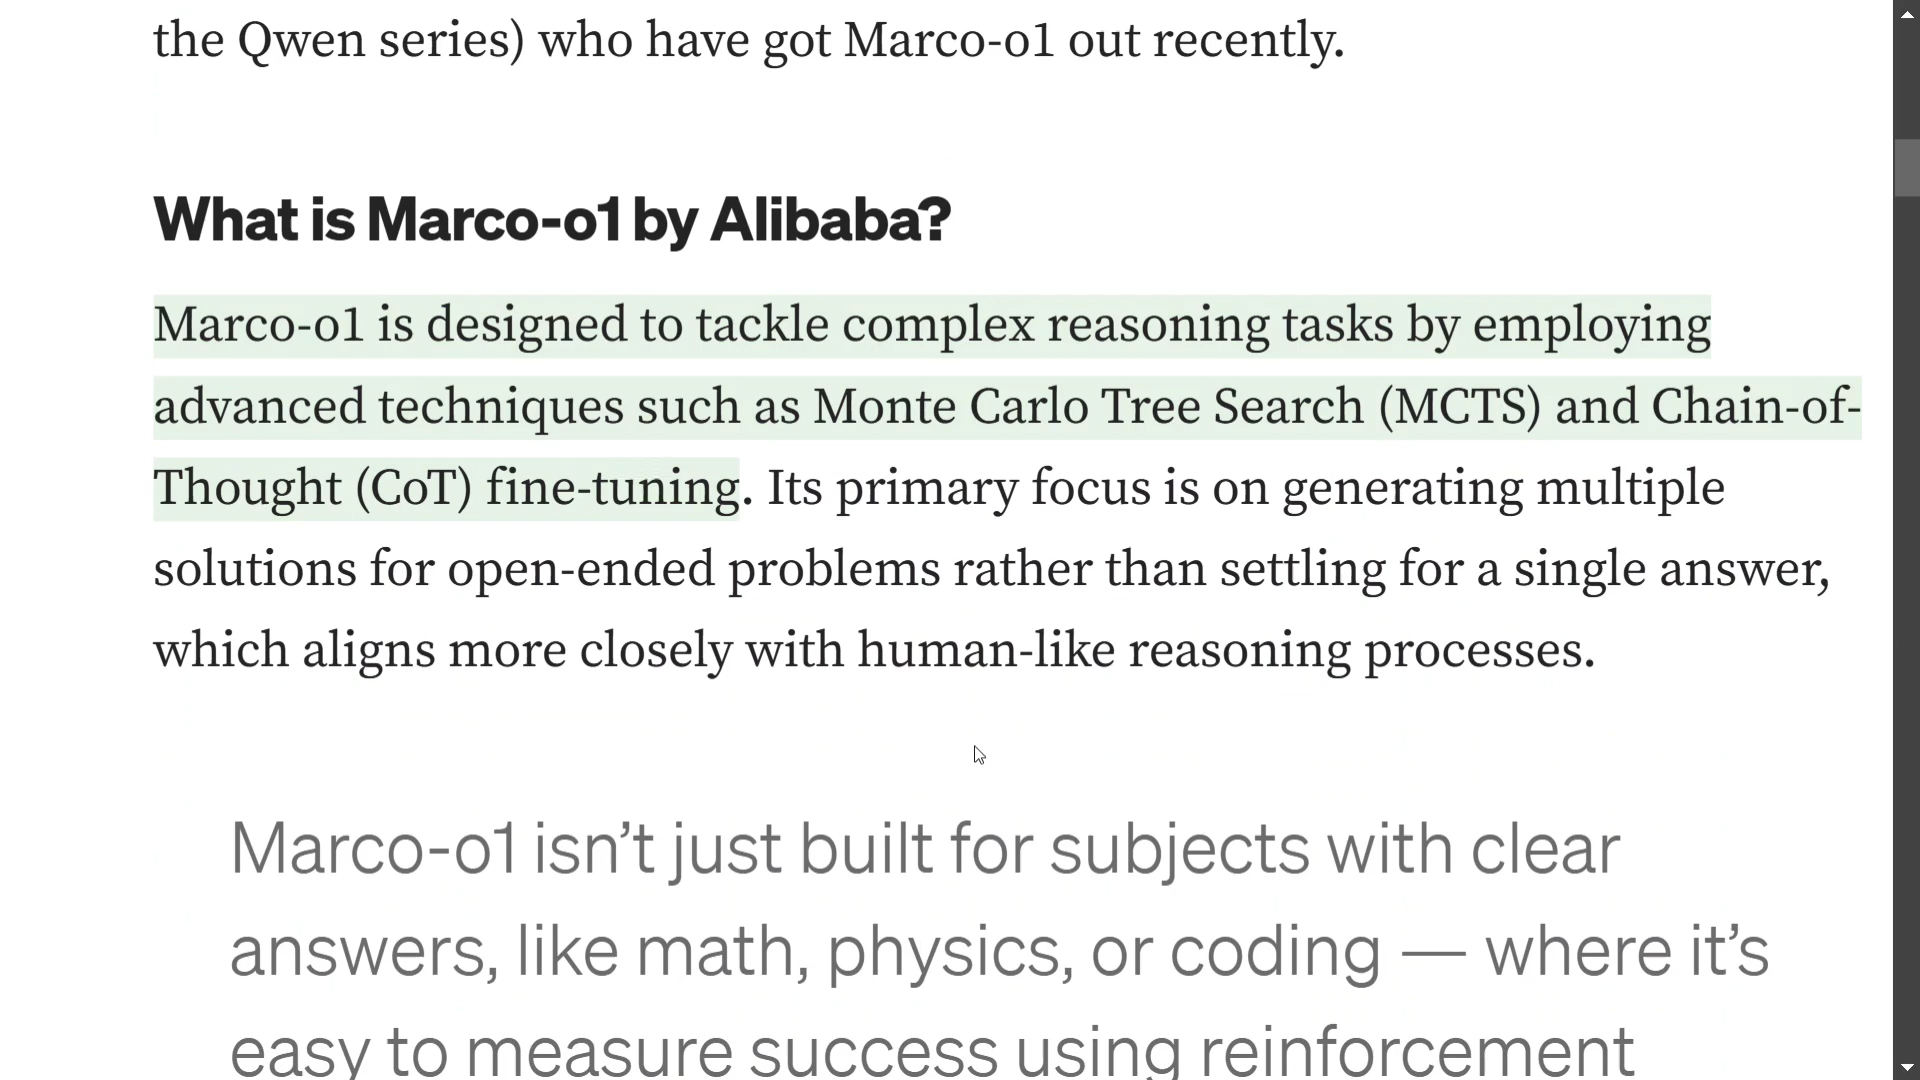 the Qwen series) who have got Marco-o1 out recently.
What is Marco-o1 by Alibaba?
Marco-o1 is designed to tackle complex reasoning tasks by employing
advanced techniques such as Monte Carlo Tree Search (MCTS) and Chain-of-
Thought (CoT) fine-tuning. Its primary focus is on generating multiple
solutions for open-ended problems rather than settling for a single answer,
which aligns more closely with human-like reasoning processes.
Marco-o1 isn’t just built for subjects with clear
answers, like math, physics, or coding — where it’s
easy to measure success using reinforcement